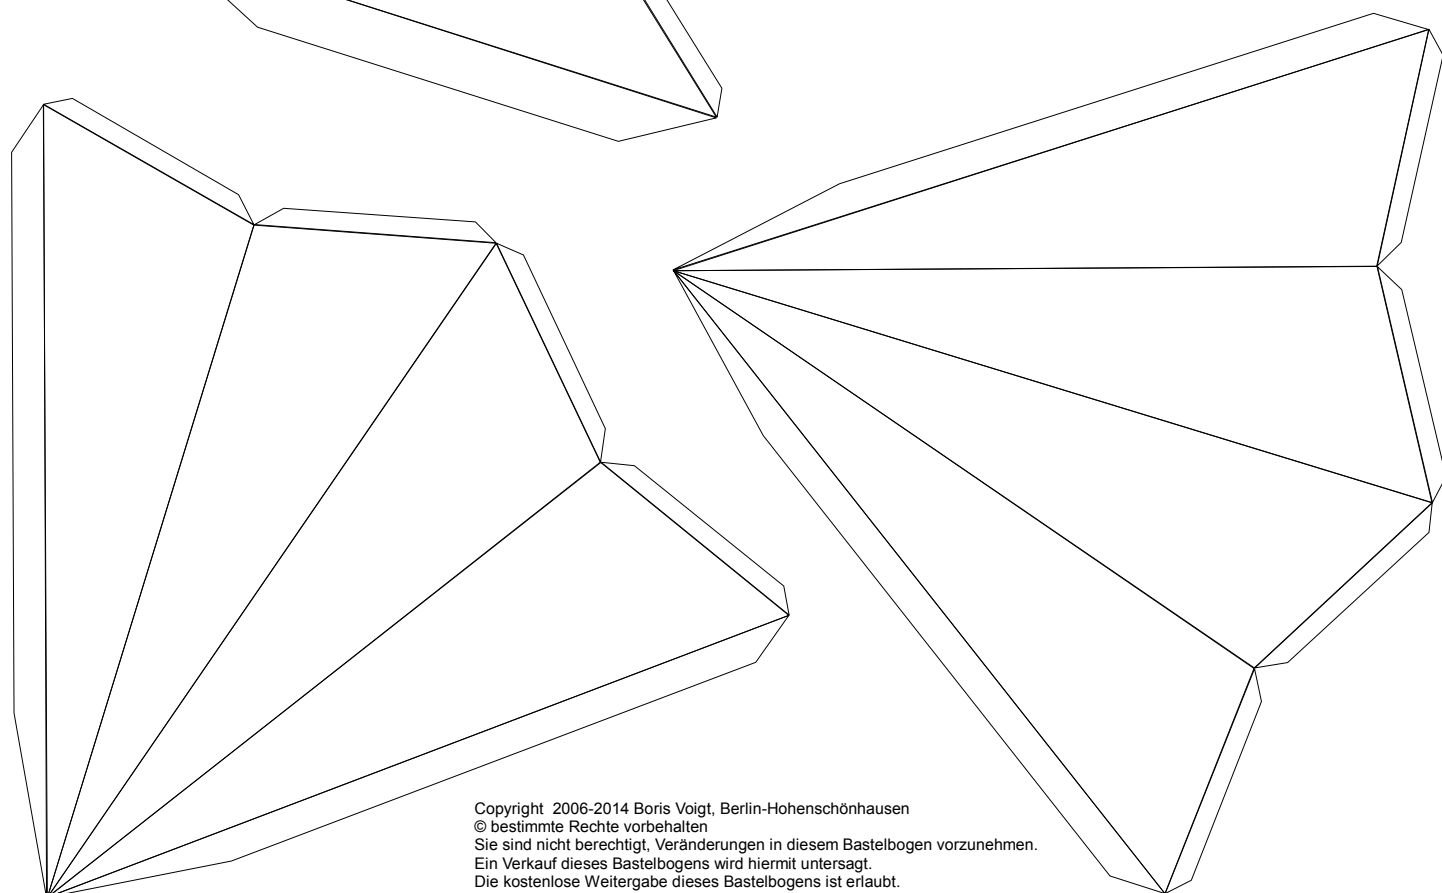 Copyright  2006-2014 Boris Voigt, Berlin-Hohenschönhausen
© bestimmte Rechte vorbehalten
Sie sind nicht berechtigt, Veränderungen in diesem Bastelbogen vorzunehmen.
Ein Verkauf dieses Bastelbogens wird hiermit untersagt.
Die kostenlose Weitergabe dieses Bastelbogens ist erlaubt.